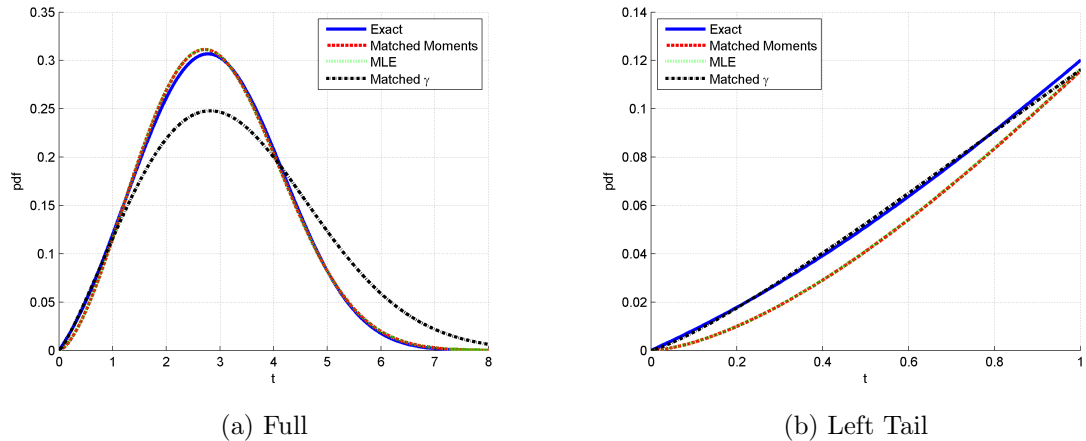 0.35
0.3
0.25
0.2
0.15
0.1
0.05
0
pdf
0 1 2 3 4 5 6 7 8
t
Exact
Matched Moments
MLE
Matched γ
(a) Full
0.14
0.12
0.1
0.08
0.06
0.04
0.02
0
pdf
0 0.2 0.4 0.6 0.8 1
t
Exact
Matched Moments
MLE
Matched γ
(b) Left Tail